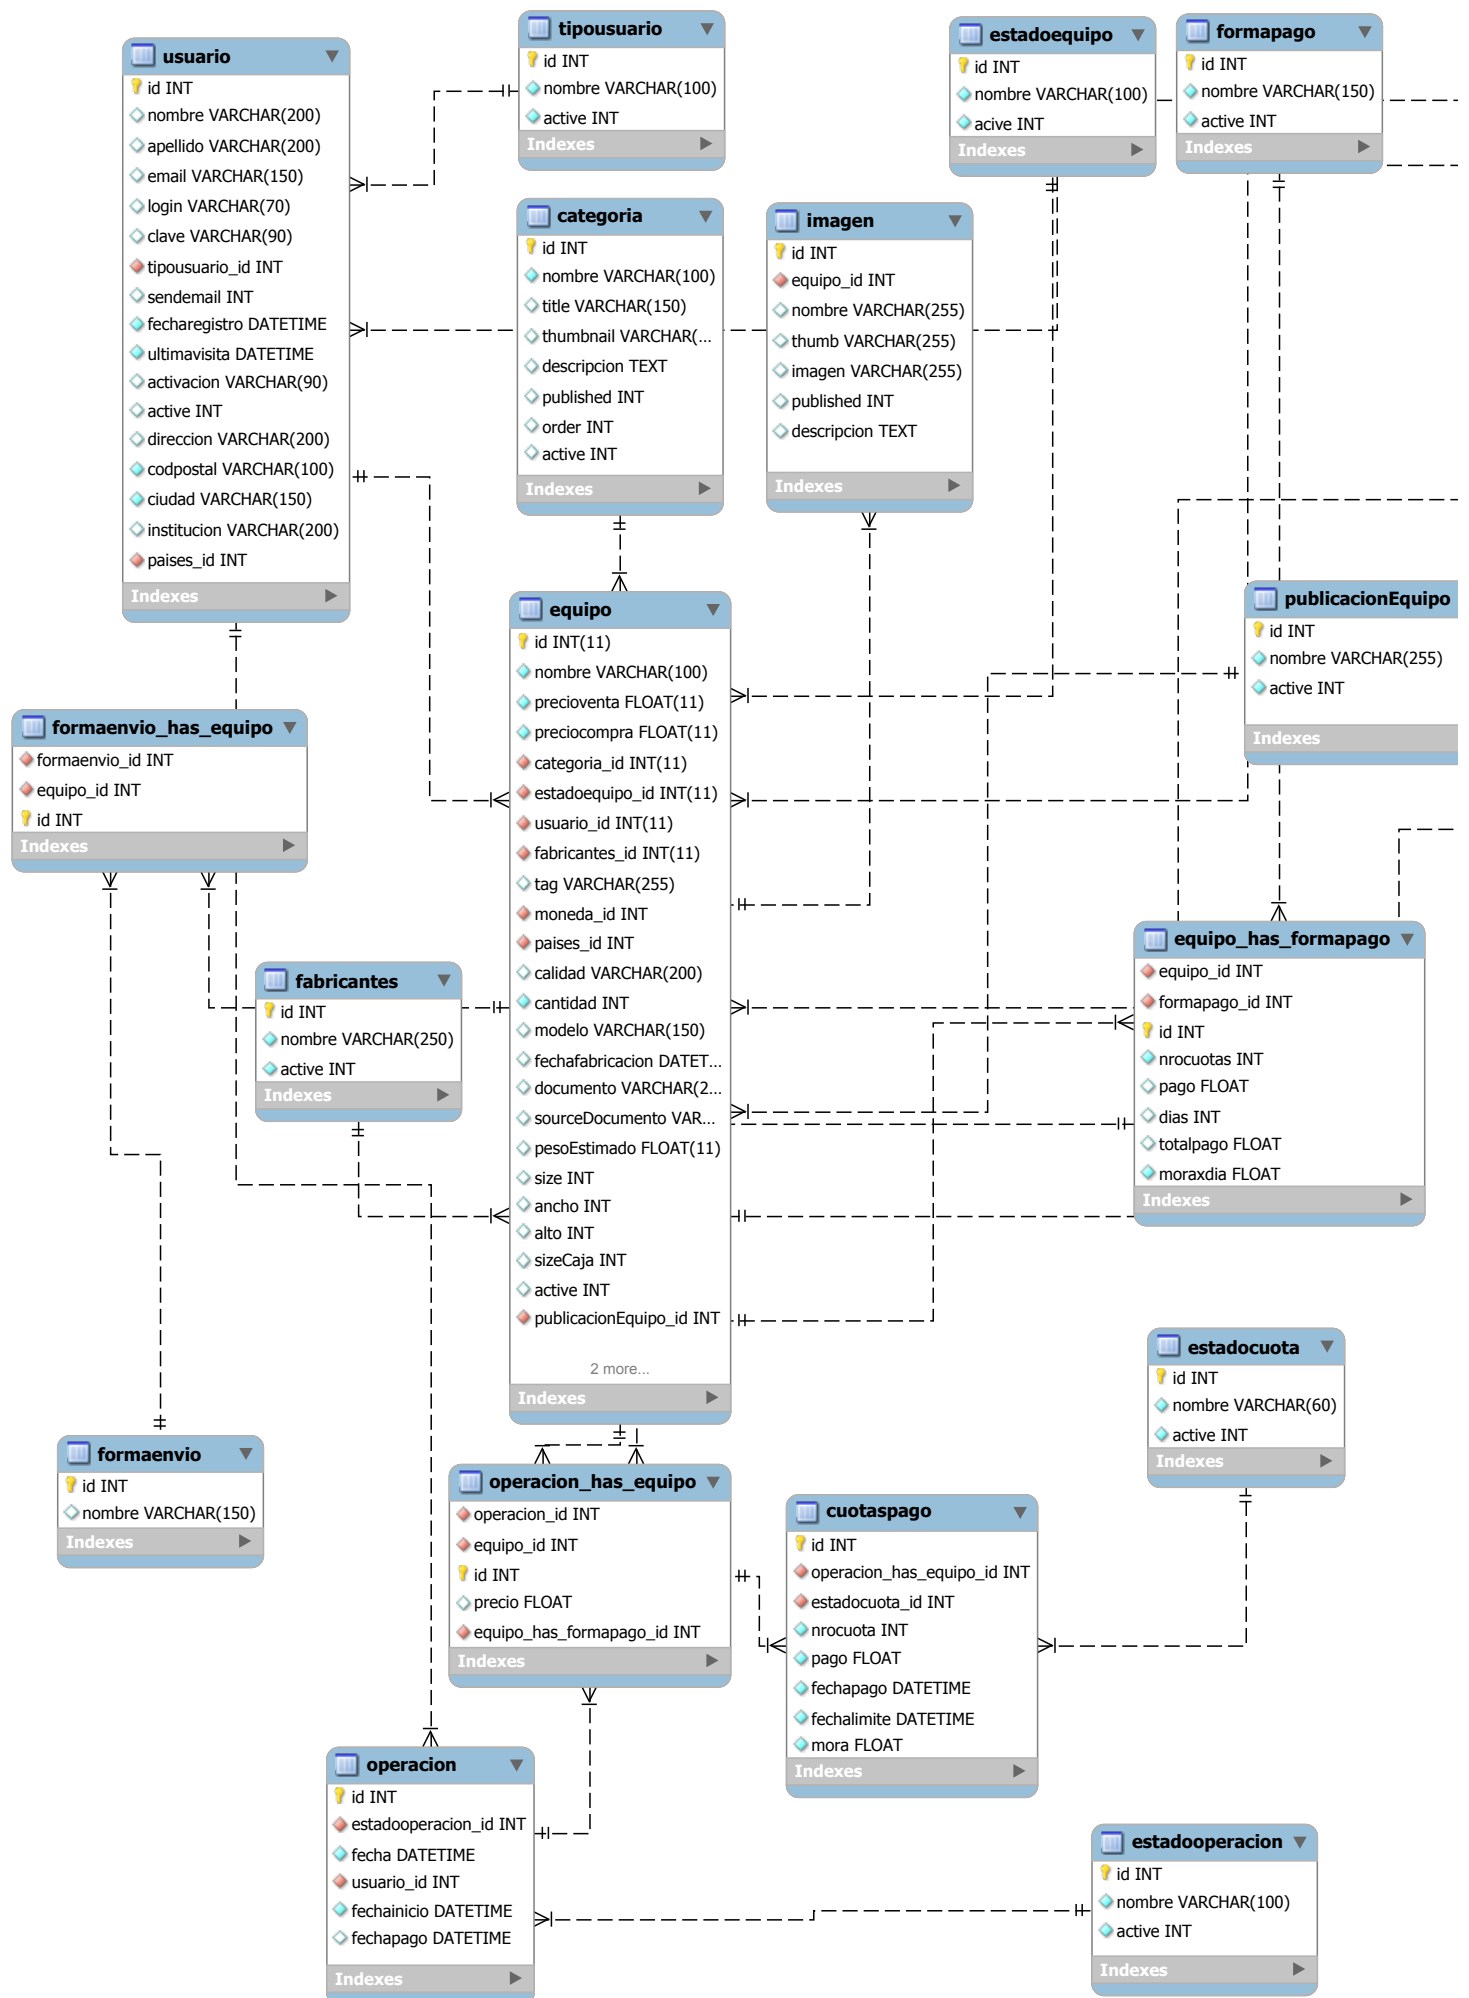 usuario
id INT
nombre VARCHAR(200)
apellido VARCHAR(200)
email VARCHAR(150)
login VARCHAR(70)
clave VARCHAR(90)
tipousuario_id INT
sendemail INT
fecharegistro DATETIME
ultimavisita DATETIME
activacion VARCHAR(90)
active INT
direccion VARCHAR(200)
codpostal VARCHAR(100)
ciudad VARCHAR(150)
institucion VARCHAR(200)
paises_id INT
Indexes
tipousuario
id INT
nombre VARCHAR(100)
active INT
Indexes
estadoequipo
id INT
nombre VARCHAR(100)
acive INT
Indexes
formapago
id INT
nombre VARCHAR(150)
active INT
Indexes
categoria
id INT
nombre VARCHAR(100)
title VARCHAR(150)
thumbnail VARCHAR(...
descripcion TEXT
published INT
order INT
active INT
Indexes
imagen
id INT
equipo_id INT
nombre VARCHAR(255)
thumb VARCHAR(255)
imagen VARCHAR(255)
published INT
descripcion TEXT
Indexes
equipo
id INT(11)
nombre VARCHAR(100)
precioventa FLOAT(11)
preciocompra FLOAT(11)
categoria_id INT(11)
estadoequipo_id INT(11)
usuario_id INT(11)
fabricantes_id INT(11)
tag VARCHAR(255)
moneda_id INT
paises_id INT
calidad VARCHAR(200)
cantidad INT
modelo VARCHAR(150)
fechafabricacion DATET...
documento VARCHAR(2...
sourceDocumento VAR...
pesoEstimado FLOAT(11)
size INT
ancho INT
alto INT
sizeCaja INT
active INT
publicacionEquipo_id INT
2 more...
Indexes
publicacionEquipo
id INT
nombre VARCHAR(255)
active INT
Indexes
formaenvio_has_equipo
formaenvio_id INT
equipo_id INT
id INT
Indexes
fabricantes
id INT
nombre VARCHAR(250)
active INT
Indexes
equipo_has_formapago
equipo_id INT
formapago_id INT
id INT
nrocuotas INT
pago FLOAT
dias INT
totalpago FLOAT
moraxdia FLOAT
Indexes
estadocuota
id INT
nombre VARCHAR(60)
active INT
Indexes
formaenvio
id INT
nombre VARCHAR(150)
Indexes
operacion_has_equipo
operacion_id INT
equipo_id INT
id INT
precio FLOAT
equipo_has_formapago_id INT
Indexes
cuotaspago
id INT
operacion_has_equipo_id INT
estadocuota_id INT
nrocuota INT
pago FLOAT
fechapago DATETIME
fechalimite DATETIME
mora FLOAT
Indexes
operacion
id INT
estadooperacion_id INT
fecha DATETIME
usuario_id INT
fechainicio DATETIME
fechapago DATETIME
Indexes
estadooperacion
id INT
nombre VARCHAR(100)
active INT
Indexes